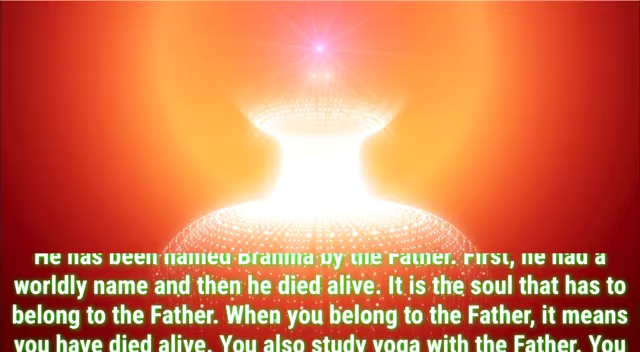 He has been named Brahma by the Father. First, he had a
worldly name and then he died alive. It is the soul that has to
belong to the Father. When you belong to the Father, it means
you have died alive. You also study yoga with the Father. You